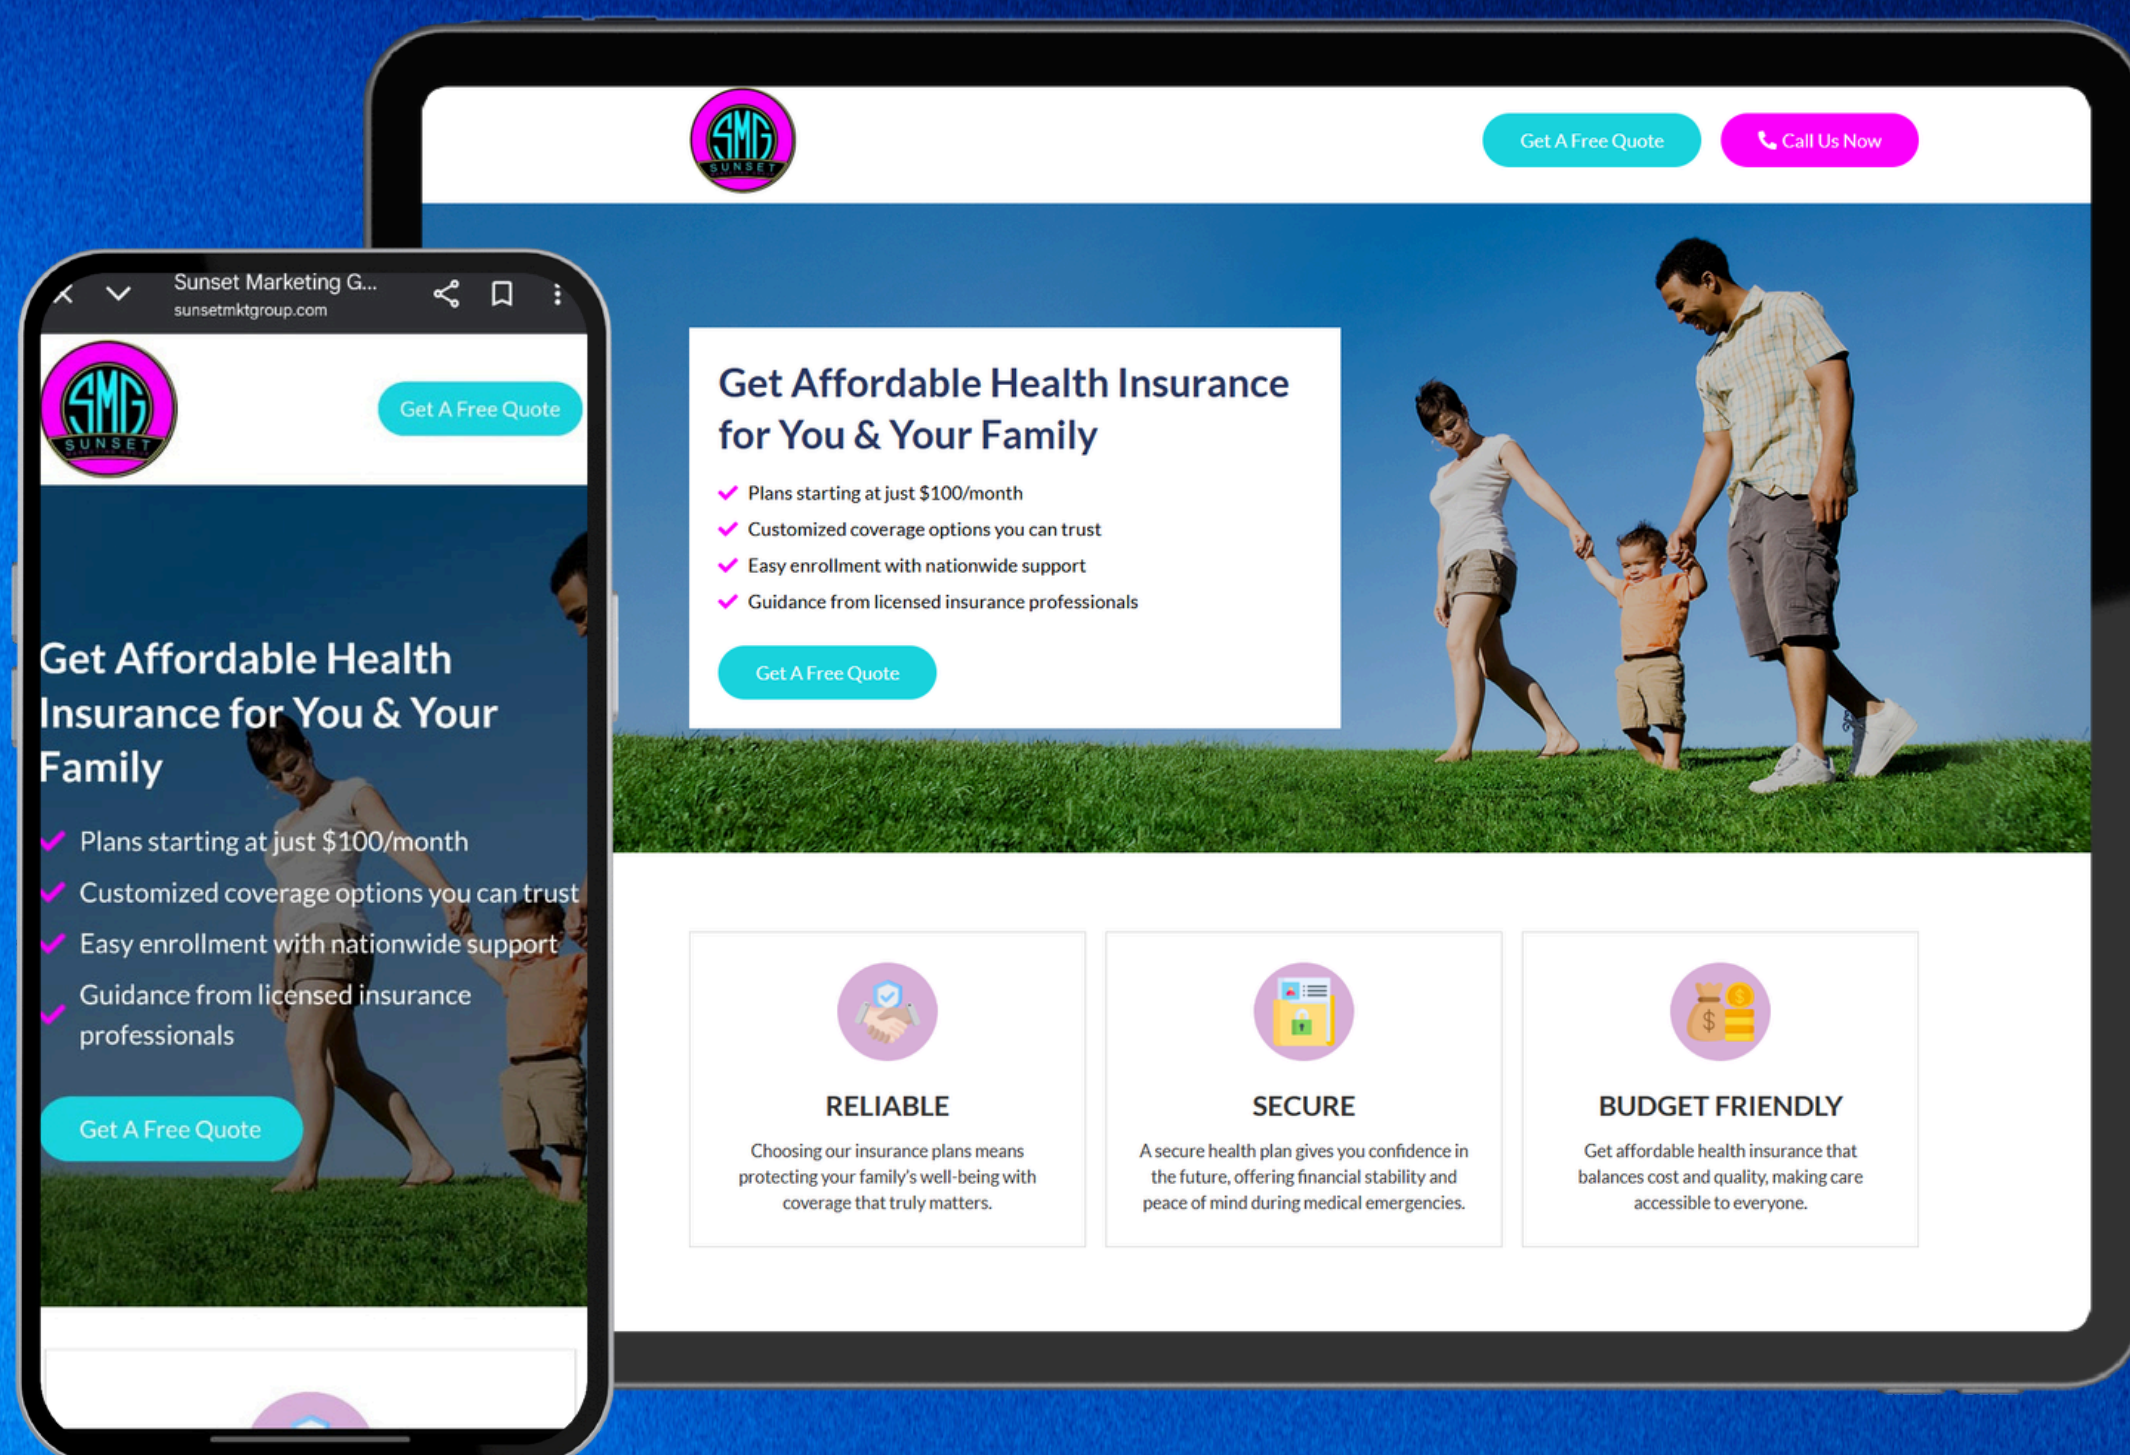 SMG
SUNSET
Get A Free Quote
Call Us Now
Get Affordable Health Insurance
for You & Your Family
Plans starting at just $100/month
Customized coverage options you can trust
Easy enrollment with nationwide support
Guidance from licensed insurance professionals
Get A Free Quote
RELIABLE
Choosing our insurance plans means
protecting your family's well-being with
coverage that truly matters.
SECURE
A secure health plan gives you confidence in
the future, offering financial stability and
peace of mind during medical emergencies.
BUDGET FRIENDLY
Get affordable health insurance that
balances cost and quality, making care
accessible to everyone.
Sunset Marketing G...
sunsetmktgroup.com
SMG
SUNSET
Get A Free Quote
Get Affordable Health
Insurance for You & Your
Family
Plans starting at just $100/month
Customized coverage options you can trust
Easy enrollment with nationwide support
Guidance from licensed insurance
professionals
Get A Free Quote